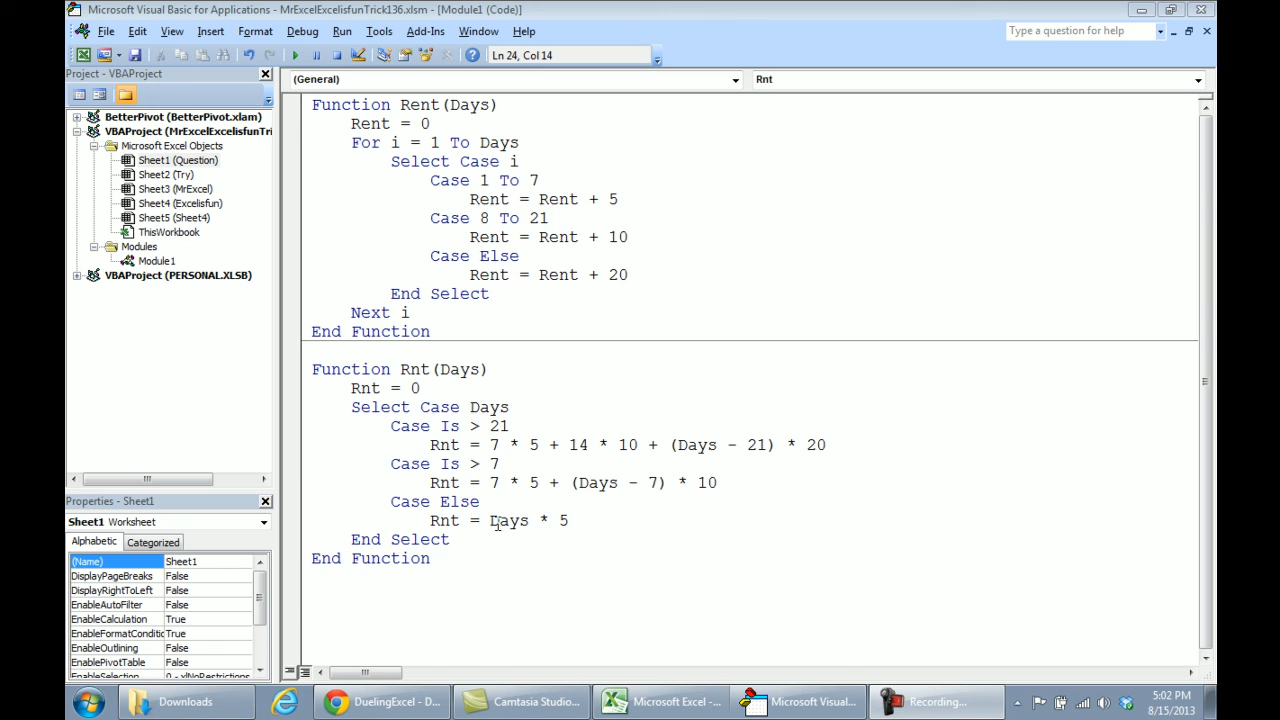 Microsoft Visual Basic for Applications - MrExcelExcelisfunTrick136.xlsm - [Module1 (Code)]
File Edit View Insert Format Debug Run Tools Add-Ins Window Help
Type a question for help
Ln 24, Col 14
Project - VBAProject
(General)
Rnt
BetterPivot (BetterPivot.xlam)
VBAProject (MrExcelExcelisfunTri
Microsoft Excel Objects
Sheet1 (Question)
Sheet2 (Try)
Sheet3 (MrExcel)
Sheet4 (Excelisfun)
Sheet5 (Sheet4)
ThisWorkbook
Modules
Module1
VBAProject (PERSONAL.XLSB)
Function Rent(Days)
Rent = 0
For i = 1 To Days
Select Case i
Case 1 To 7
Rent = Rent + 5
Case 8 To 21
Rent = Rent + 10
Case Else
Rent = Rent + 20
End Select
Next i
End Function
Function Rnt(Days)
Rnt = 0
Select Case Days
Case Is > 21
Rnt = 7 * 5 + 14 * 10 + (Days - 21) * 20
Case Is > 7
Rnt = 7 * 5 + (Days - 7) * 10
Case Else
Rnt = Days * 5
End Select
End Function
Properties - Sheet1
Sheet1 Worksheet
Alphabetic Categorized
(Name) Sheet1
DisplayPageBreaks False
DisplayRightToLeft False
EnableAutoFilter False
EnableCalculation True
EnableFormatConditic True
EnableOutlining False
EnablePivotTable False
EnableSelection 0 - xlNoRestrictions
Downloads
DuelingExcel - D...
Camtasia Studio...
Microsoft Excel -...
Microsoft Visual...
Recording...
5:02 PM
8/15/2013